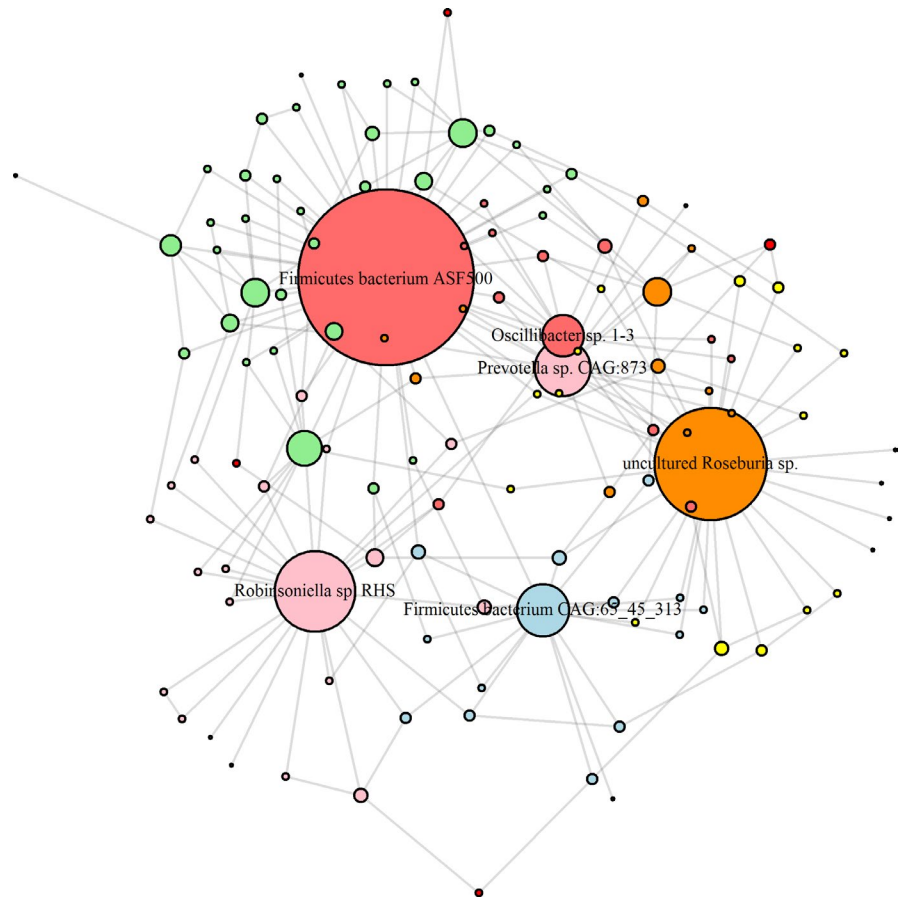 Firmicutes bacterium ASF500
Oscillibacter sp. 1-3
Prevotella sp. CAG:873
uncultured Roseburia sp.
Robinsoniella sp. RHS
Firmicutes bacterium CAG:65_45_313